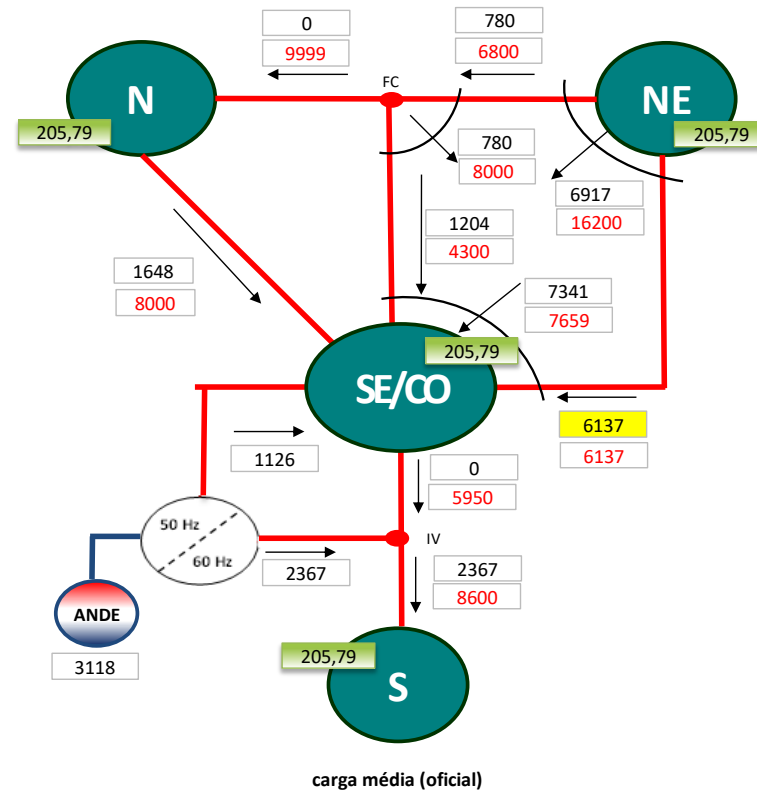 0
9999
780
6800
FC
N
NE
205,79
205,79
780
8000
6917
16200
1204
4300
1648
8000
7341
7659
205,79
SE/CO
6137
6137
1126
0
5950
50 Hz
60 Hz
IV
2367
2367
8600
ANDE
3118
205,79
S
carga média (oficial)